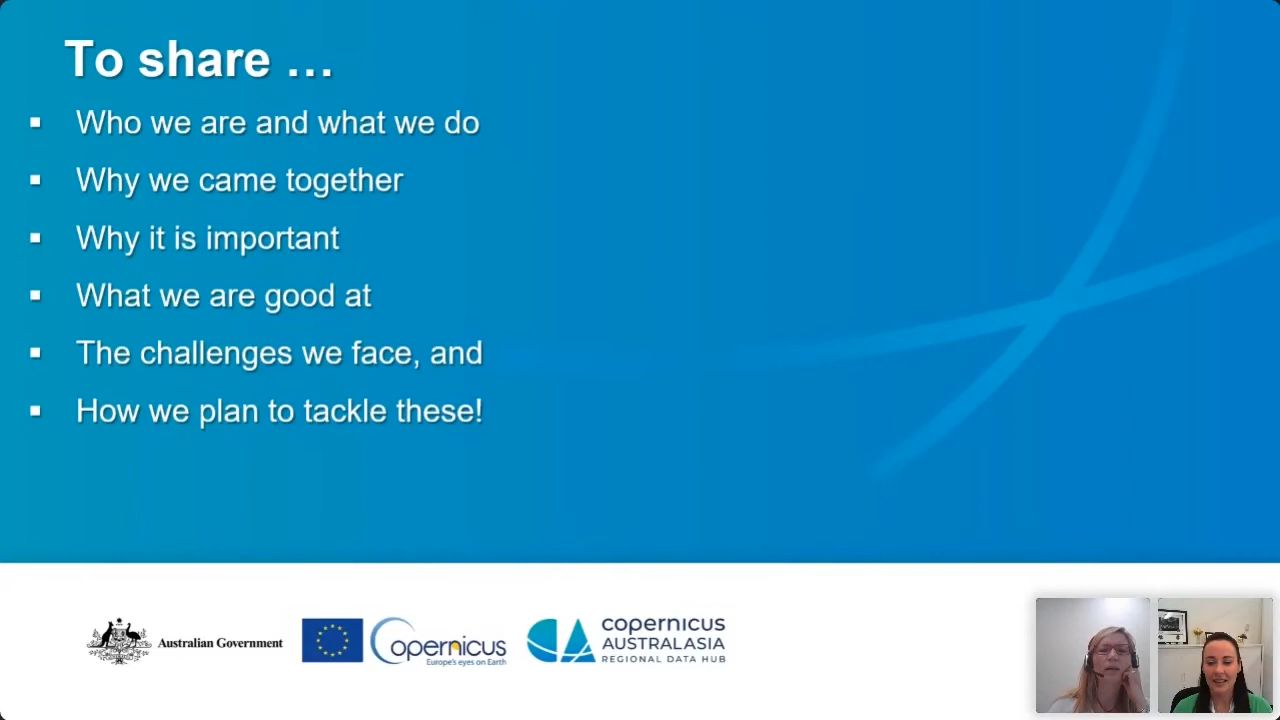 To share …
▪ Who we are and what we do
▪ Why we came together
▪ Why it is important
▪ What we are good at
▪ The challenges we face, and
▪ How we plan to tackle these!
Australian Government
Copernicus
Europe's eyes on Earth
copernicus
AUSTRALASIA
REGIONAL DATA HUB